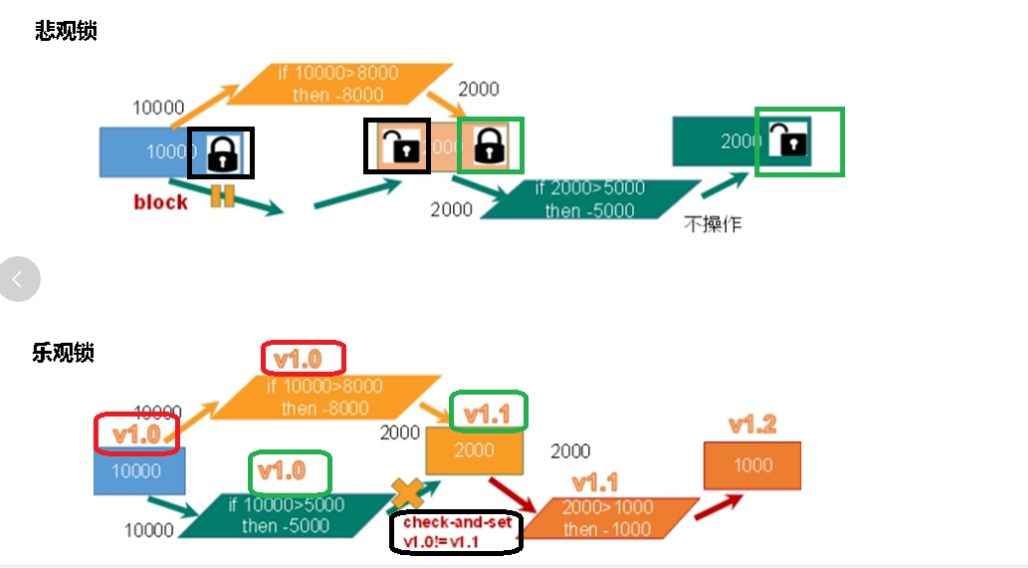 悲观锁
if 10000>8000
then -8000
10000
2000
10000
2000
2000
block
2000
if 2000>5000
then -5000
不操作
乐观锁
v1.0
if 10000>8000
then -8000
10000
v1.0
v1.1
2000
v1.2
10000
v1.0
2000
2000
1000
v1.1
if 10000>5000
then -5000
10000
check-and-set
v1.0!=v1.1
2000>1000
then -1000